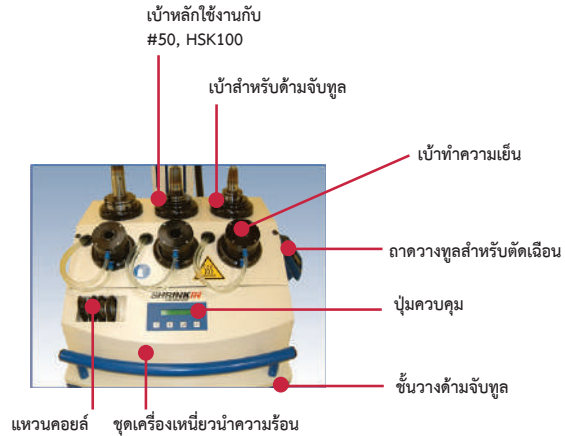 เบ้าหลักใช้งานกับ
#50, HSK100
เบ้าสำหรับด้ามจับทูล
เบ้าทำความเย็น
ถาดวางทูลสำหรับตัดเฉือน
SHRINKIN
ปุ่มควบคุม
ชั้นวางด้ามจับทูล
แหวนคอยล์
ชุดเครื่องเหนี่ยวนำความร้อน